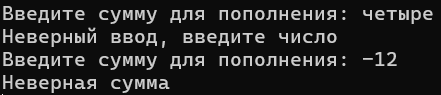 Введите сумму для пополнения: четыре
Неверный ввод, введите число
Введите сумму для пополнения: -12
Неверная сумма